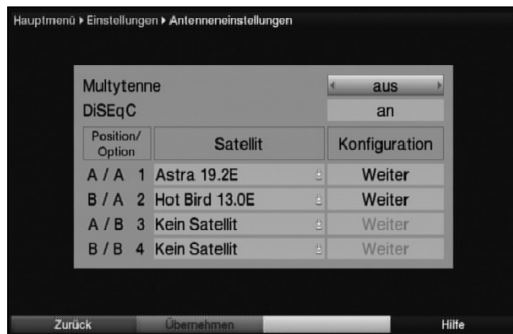 Hauptmenü ▸ Einstellungen ▸ Antenneneinstellungen
Multytenne aus
DiSEqC an
Position/
Option Satellit Konfiguration
A / A 1 Astra 19.2E Weiter
B / A 2 Hot Bird 13.0E Weiter
A / B 3 Kein Satellit Weiter
B / B 4 Kein Satellit Weiter
Zurück Übernehmen Hilfe